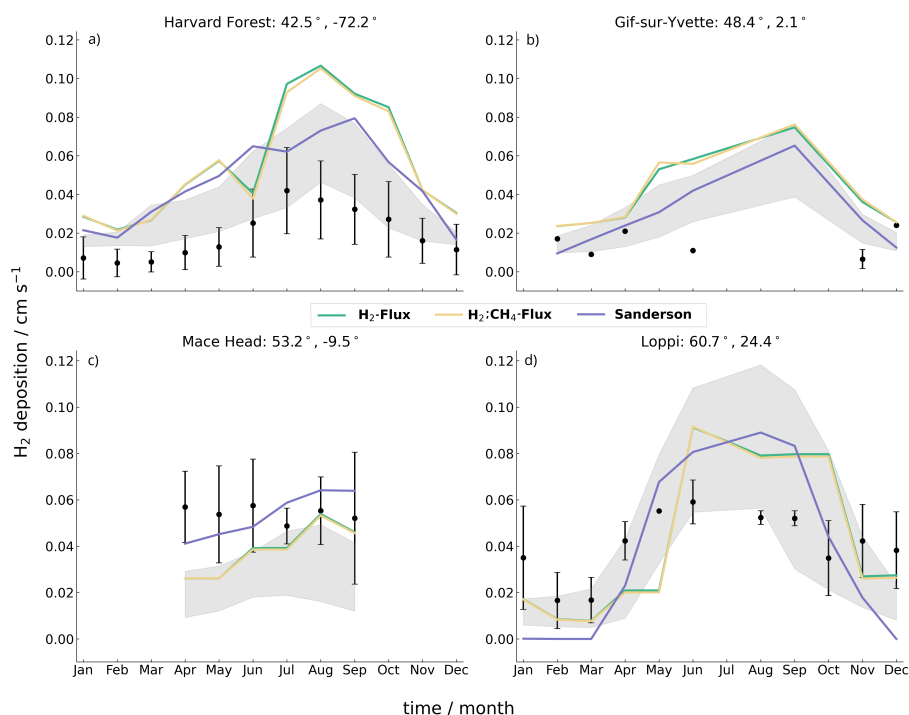 Harvard Forest: 42.5°, -72.2°
a)
0.12
0.10
0.08
0.06
0.04
0.02
0.00
Gif-sur-Yvette: 48.4°, 2.1°
b)
0.12
0.10
0.08
0.06
0.04
0.02
0.00
H₂-Flux H₂;CH₄-Flux Sanderson
H₂ deposition / cm s⁻¹
Mace Head: 53.2°, -9.5°
c)
0.12
0.10
0.08
0.06
0.04
0.02
0.00
Jan Feb Mar Apr May Jun Jul Aug Sep Oct Nov Dec
Loppi: 60.7°, 24.4°
d)
0.12
0.10
0.08
0.06
0.04
0.02
0.00
Jan Feb Mar Apr May Jun Jul Aug Sep Oct Nov Dec
time / month